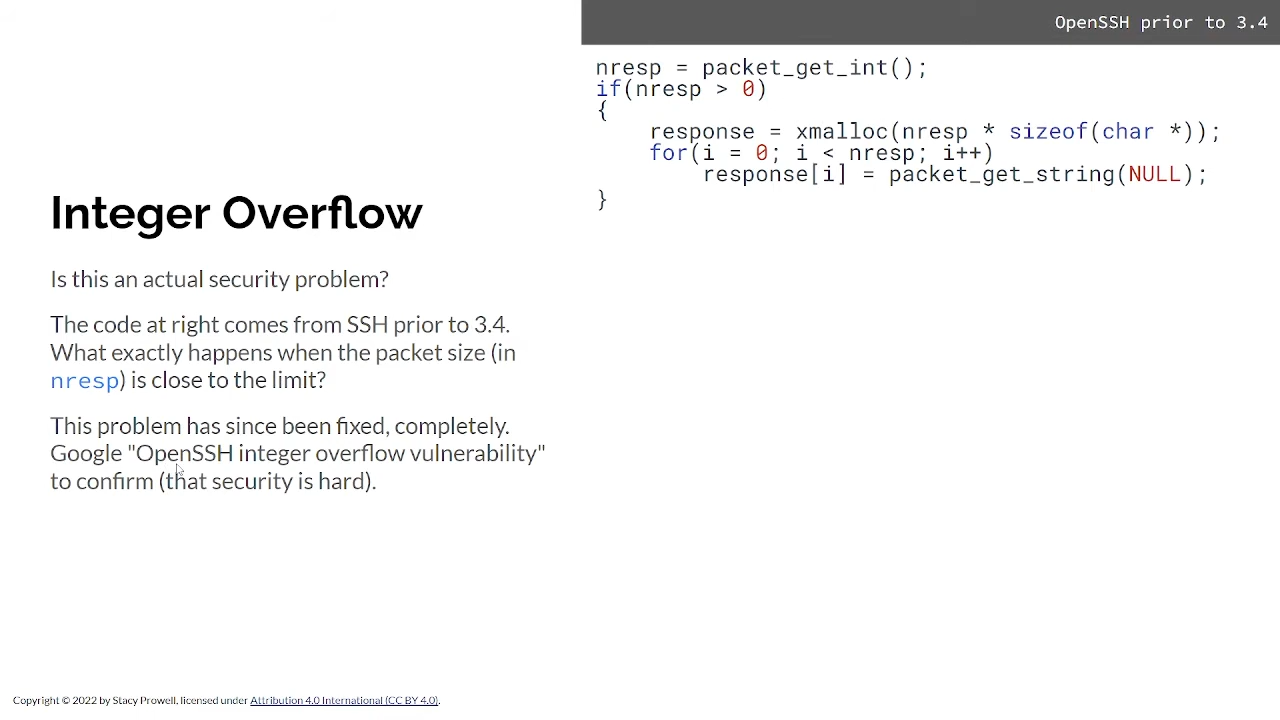 OpenSSH prior to 3.4
nresp = packet_get_int();
if(nresp > 0)
{
    response = xmalloc(nresp * sizeof(char *));
    for(i = 0; i < nresp; i++)
        response[i] = packet_get_string(NULL);
}
Integer Overflow
Is this an actual security problem?
The code at right comes from SSH prior to 3.4.
What exactly happens when the packet size (in
nresp) is close to the limit?
This problem has since been fixed, completely.
Google "OpenSSH integer overflow vulnerability"
to confirm (that security is hard).
Copyright © 2022 by Stacy Prowell, licensed under Attribution 4.0 International (CC BY 4.0).